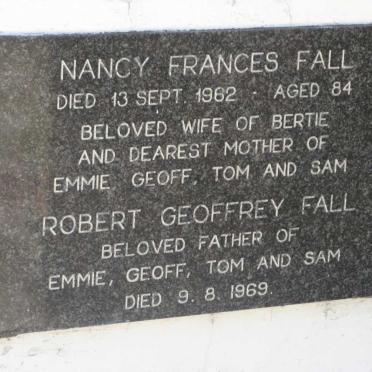 NANCY FRANCES FALL
DIED 13 SEPT. 1962 · AGED 84
BELOVED WIFE OF BERTIE
AND DEAREST MOTHER OF
EMMIE GEOFF, TOM AND SAM
ROBERT GEOFFREY FALL
BELOVED FATHER OF
EMMIE, GEOFF, TOM AND SAM
DIED 9. 8. 1969.